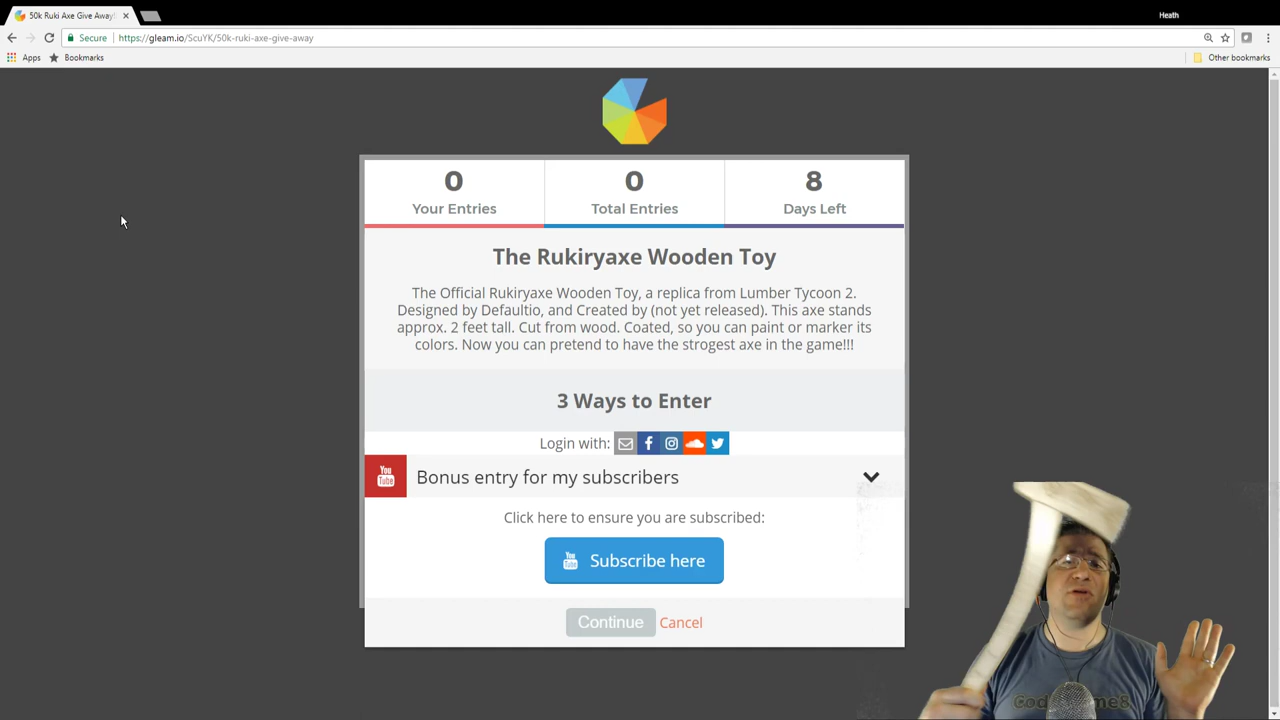 50k Ruki Axe Give Away!
Heath
Secure
https://gleam.io/ScuYK/50k-ruki-axe-give-away
Apps
Bookmarks
Other bookmarks
0
Your Entries
0
Total Entries
8
Days Left
The Rukiryaxe Wooden Toy
The Official Rukiryaxe Wooden Toy, a replica from Lumber Tycoon 2.
Designed by Defaultio, and Created by (not yet released). This axe stands
approx. 2 feet tall. Cut from wood. Coated, so you can paint or marker its
colors. Now you can pretend to have the strogest axe in the game!!!
3 Ways to Enter
Login with:
You
Tube
Bonus entry for my subscribers
Click here to ensure you are subscribed:
You
Tube
Subscribe here
Continue
Cancel